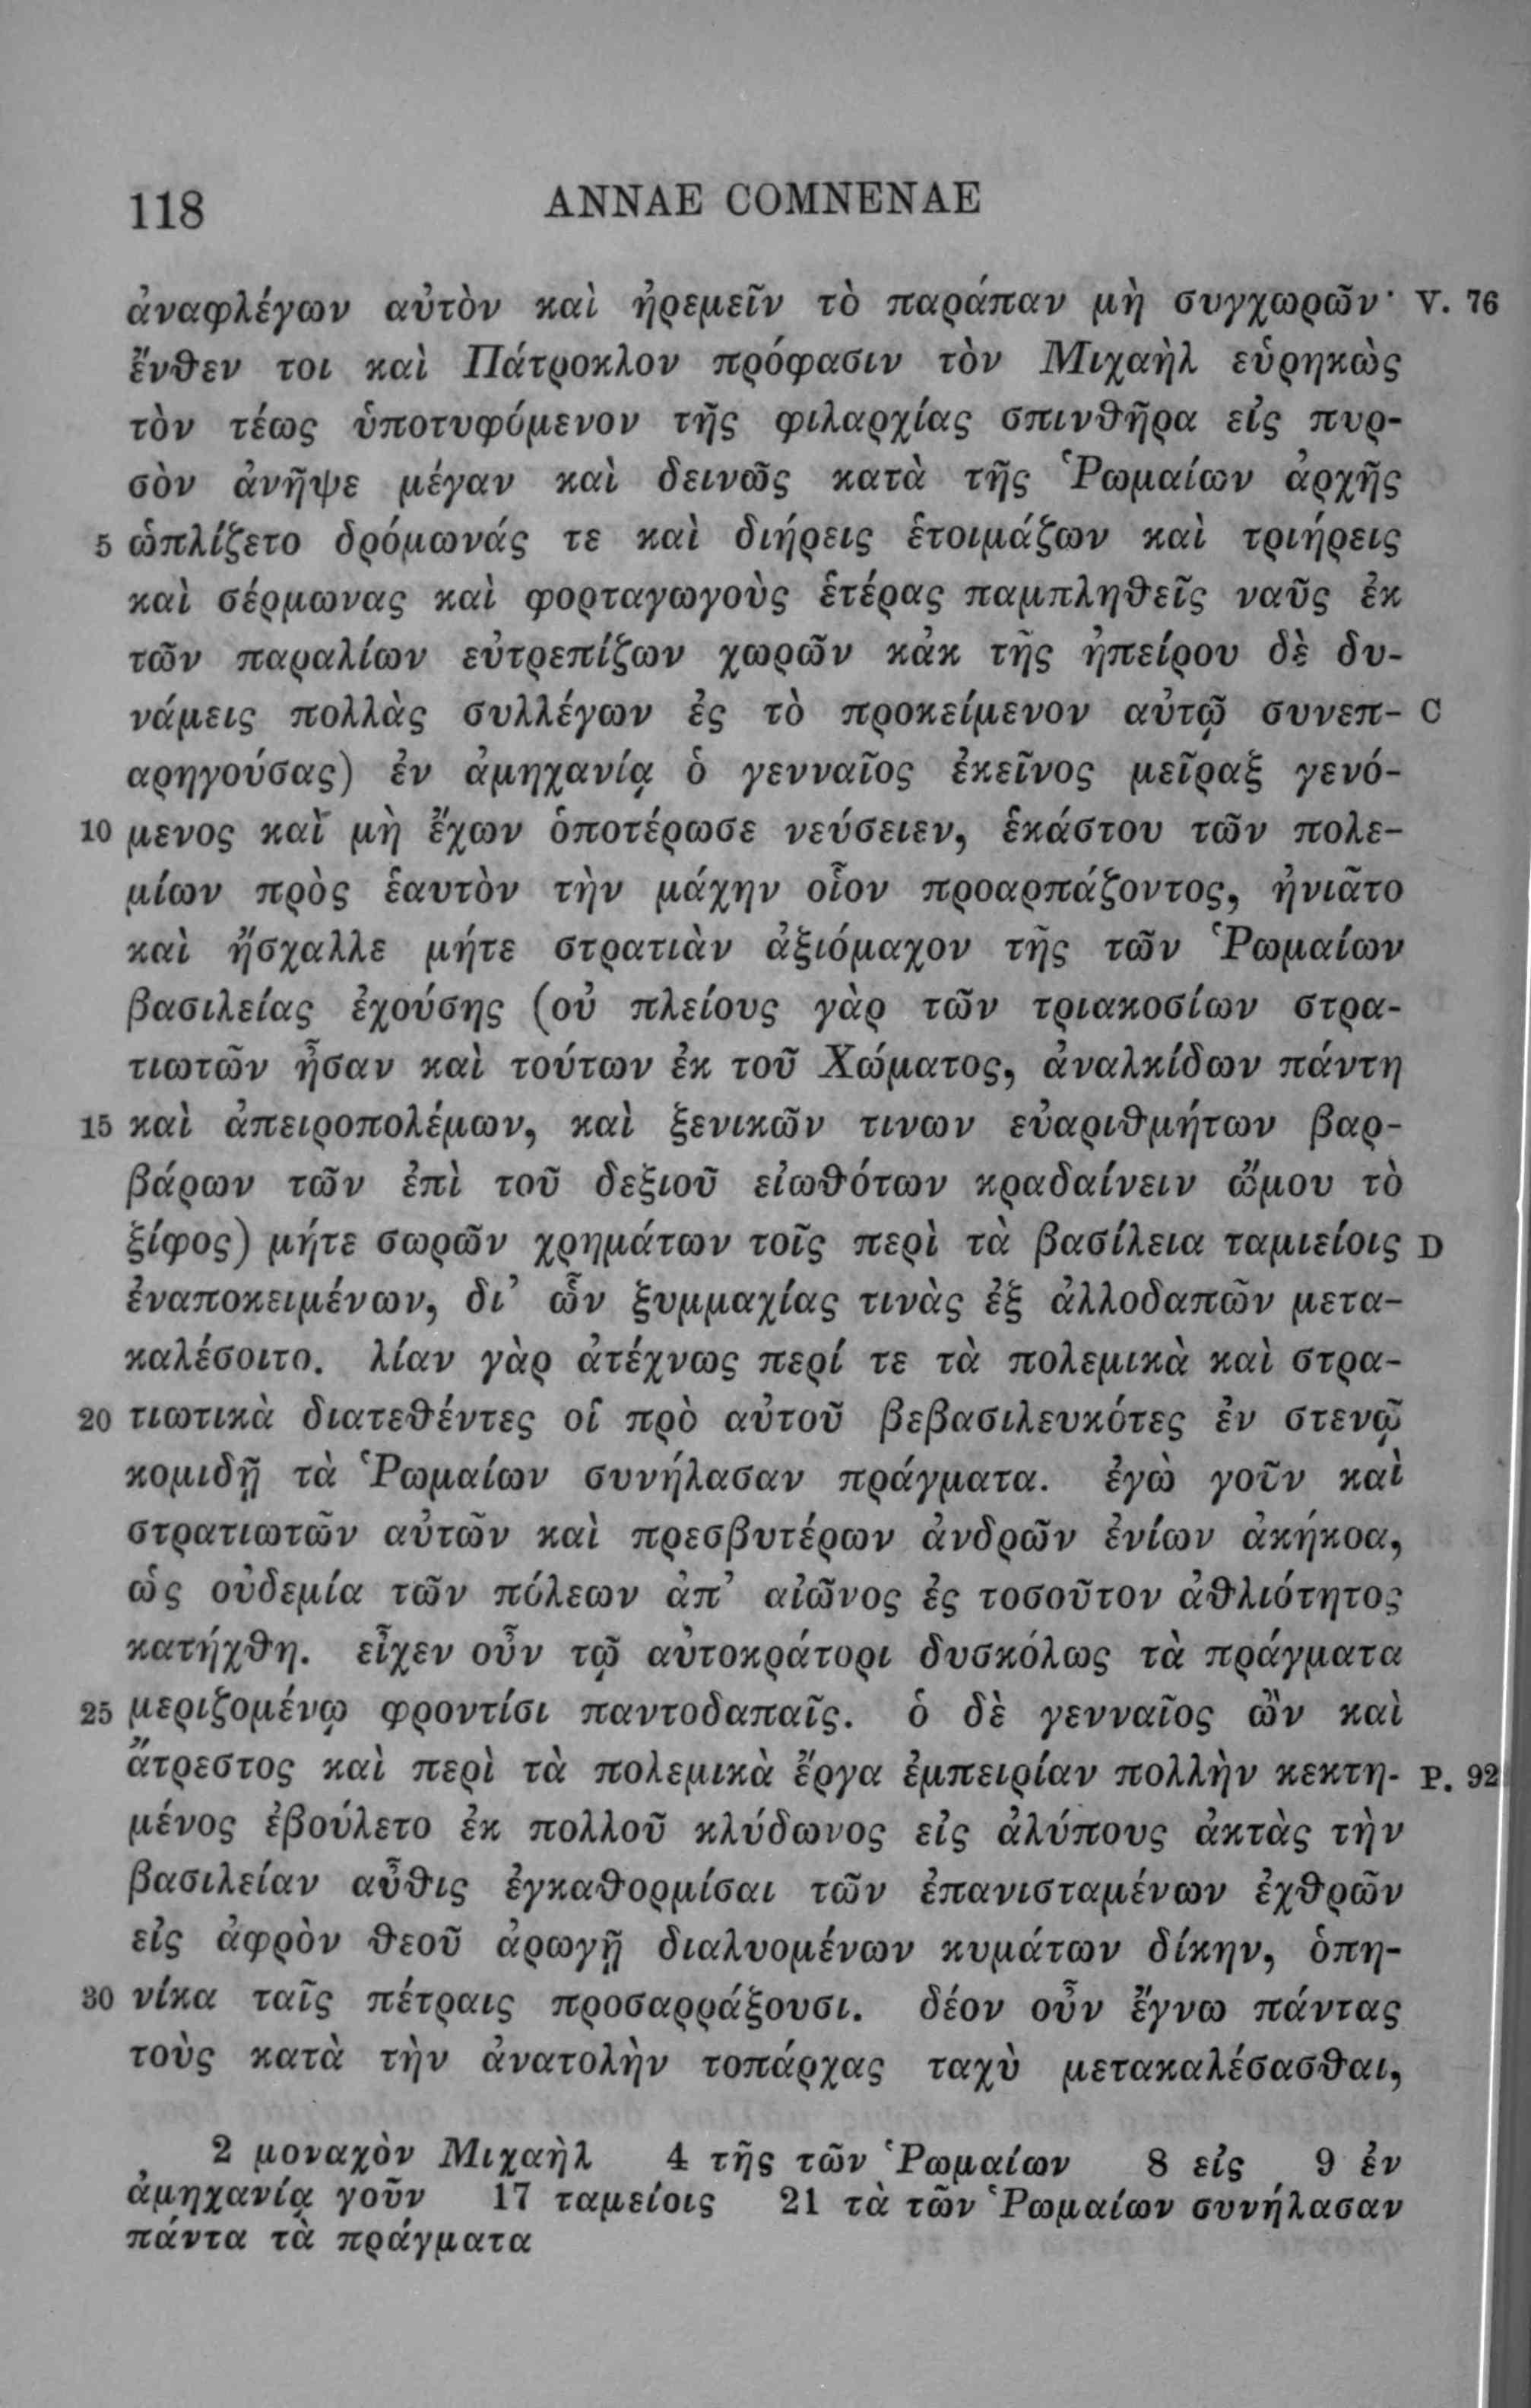 118 ANNAE COMNENAE
ἀναφλέγων αὐτὸν καὶ ἠρεμεῖν τὸ παράπαν μὴ συγχωρῶν· V. 76
ἔνθεν τοι καὶ Πάτροκλον πρόφασιν τὸν Μιχαὴλ εὑρηκὼς
τὸν τέως ὑποτυφόμενον τῆς φιλαρχίας σπινθῆρα εἰς πυρ-
σὸν ἀνῆψε μέγαν καὶ δεινῶς κατὰ τῆς Ῥωμαίων ἀρχῆς
5 ὡπλίζετο δρόμωνάς τε καὶ διήρεις ἑτοιμάζων καὶ τριήρεις
καὶ σέρμωνας καὶ φορταγωγοὺς ἑτέρας παμπληθεῖς ναῦς ἐκ
τῶν παραλίων εὐτρεπίζων χωρῶν κἀκ τῆς ἠπείρου δὲ δυ-
νάμεις πολλὰς συλλέγων ἐς τὸ προκείμενον αὐτῷ συνεπ- C
αρηγούσας) ἐν ἀμηχανίᾳ ὁ γενναῖος ἐκεῖνος μεῖραξ γενό-
10 μενος καὶ μὴ ἔχων ὁποτέρωσε νεύσειεν, ἑκάστου τῶν πολε-
μίων πρὸς ἑαυτὸν τὴν μάχην οἷον προαρπάζοντος, ἠνιᾶτο
καὶ ἤσχαλλε μήτε στρατιὰν ἀξιόμαχον τῆς τῶν Ῥωμαίων
βασιλείας ἐχούσης (οὐ πλείους γὰρ τῶν τριακοσίων στρα-
τιωτῶν ἦσαν καὶ τούτων ἐκ τοῦ Χώματος, ἀναλκίδων πάντη
15 καὶ ἀπειροπολέμων, καὶ ξενικῶν τινων εὐαριθμήτων βαρ-
βάρων τῶν ἐπὶ τοῦ δεξιοῦ εἰωθότων κραδαίνειν ὤμου τὸ
ξίφος) μήτε σωρῶν χρημάτων τοῖς περὶ τὰ βασίλεια ταμιείοις D
ἐναποκειμένων, δι’ ὧν ξυμμαχίας τινὰς ἐξ ἀλλοδαπῶν μετα-
καλέσοιτο. λίαν γὰρ ἀτέχνως περί τε τὰ πολεμικὰ καὶ στρα-
20 τιωτικὰ διατεθέντες οἱ πρὸ αὐτοῦ βεβασιλευκότες ἐν στενῷ
κομιδῇ τὰ Ῥωμαίων συνήλασαν πράγματα. ἐγὼ γοῦν καὶ
στρατιωτῶν αὐτῶν καὶ πρεσβυτέρων ἀνδρῶν ἐνίων ἀκήκοα,
ὡς οὐδεμία τῶν πόλεων ἀπ’ αἰῶνος ἐς τοσοῦτον ἀθλιότητος
κατήχθη. εἶχεν οὖν τῷ αὐτοκράτορι δυσκόλως τὰ πράγματα
25 μεριζομένῳ φροντίσι παντοδαπαῖς. ὁ δὲ γενναῖος ὢν καὶ
ἄτρεστος καὶ περὶ τὰ πολεμικὰ ἔργα ἐμπειρίαν πολλὴν κεκτη- P. 92
μένος ἐβούλετο ἐκ πολλοῦ κλύδωνος εἰς ἀλύπους ἀκτὰς τὴν
βασιλείαν αὖθις ἐγκαθορμίσαι τῶν ἐπανισταμένων ἐχθρῶν
εἰς ἀφρὸν θεοῦ ἀρωγῇ διαλυομένων κυμάτων δίκην, ὁπη-
30 νίκα ταῖς πέτραις προσαρράξουσι. δέον οὖν ἔγνω πάντας
τοὺς κατὰ τὴν ἀνατολὴν τοπάρχας ταχὺ μετακαλέσασθαι,
2 μοναχὸν Μιχαὴλ 4 τῆς τῶν Ῥωμαίων 8 εἰς 9 ἐν
ἀμηχανίᾳ γοῦν 17 ταμείοις 21 τὰ τῶν Ῥωμαίων συνήλασαν
πάντα τὰ πράγματα